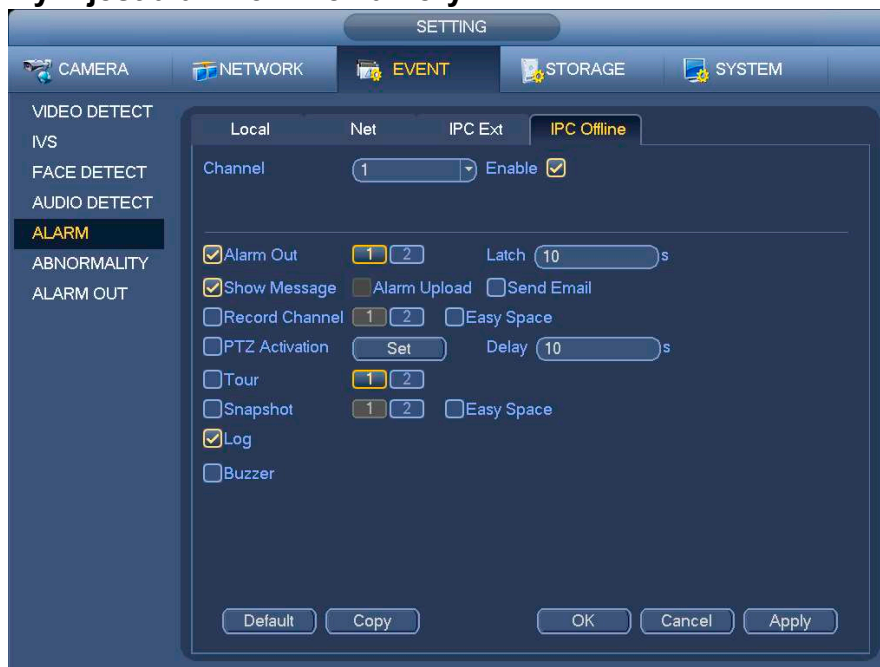 SETTING
CAMERA NETWORK EVENT STORAGE SYSTEM
VIDEO DETECT
IVS
FACE DETECT
AUDIO DETECT
ALARM
ABNORMALITY
ALARM OUT
Local Net IPC Ext IPC Offline
Channel 1 Enable
Alarm Out 1 2 Latch 10 s
Show Message Alarm Upload Send Email
Record Channel 1 2 Easy Space
PTZ Activation Set Delay 10 s
Tour 1 2
Snapshot 1 2 Easy Space
Log
Buzzer
Default Copy OK Cancel Apply